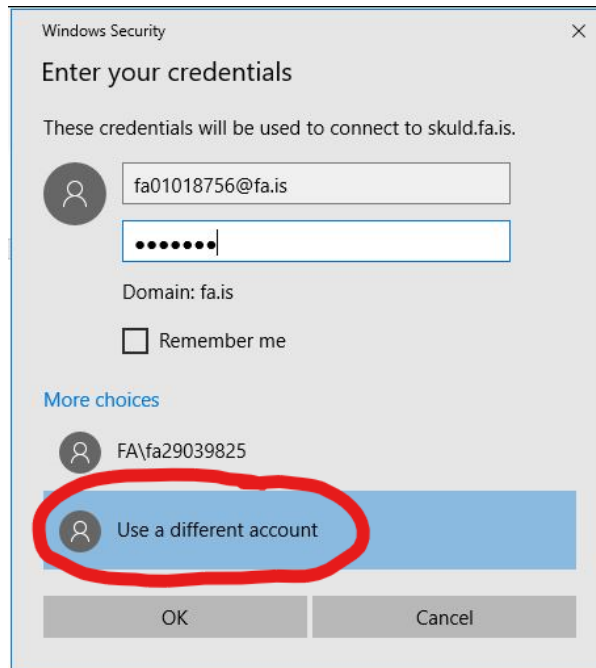 Windows Security
Enter your credentials
These credentials will be used to connect to skuld.fa.is.
fa01018756@fa.is
•••••••
Domain: fa.is
Remember me
More choices
FA\fa29039825
Use a different account
OK
Cancel